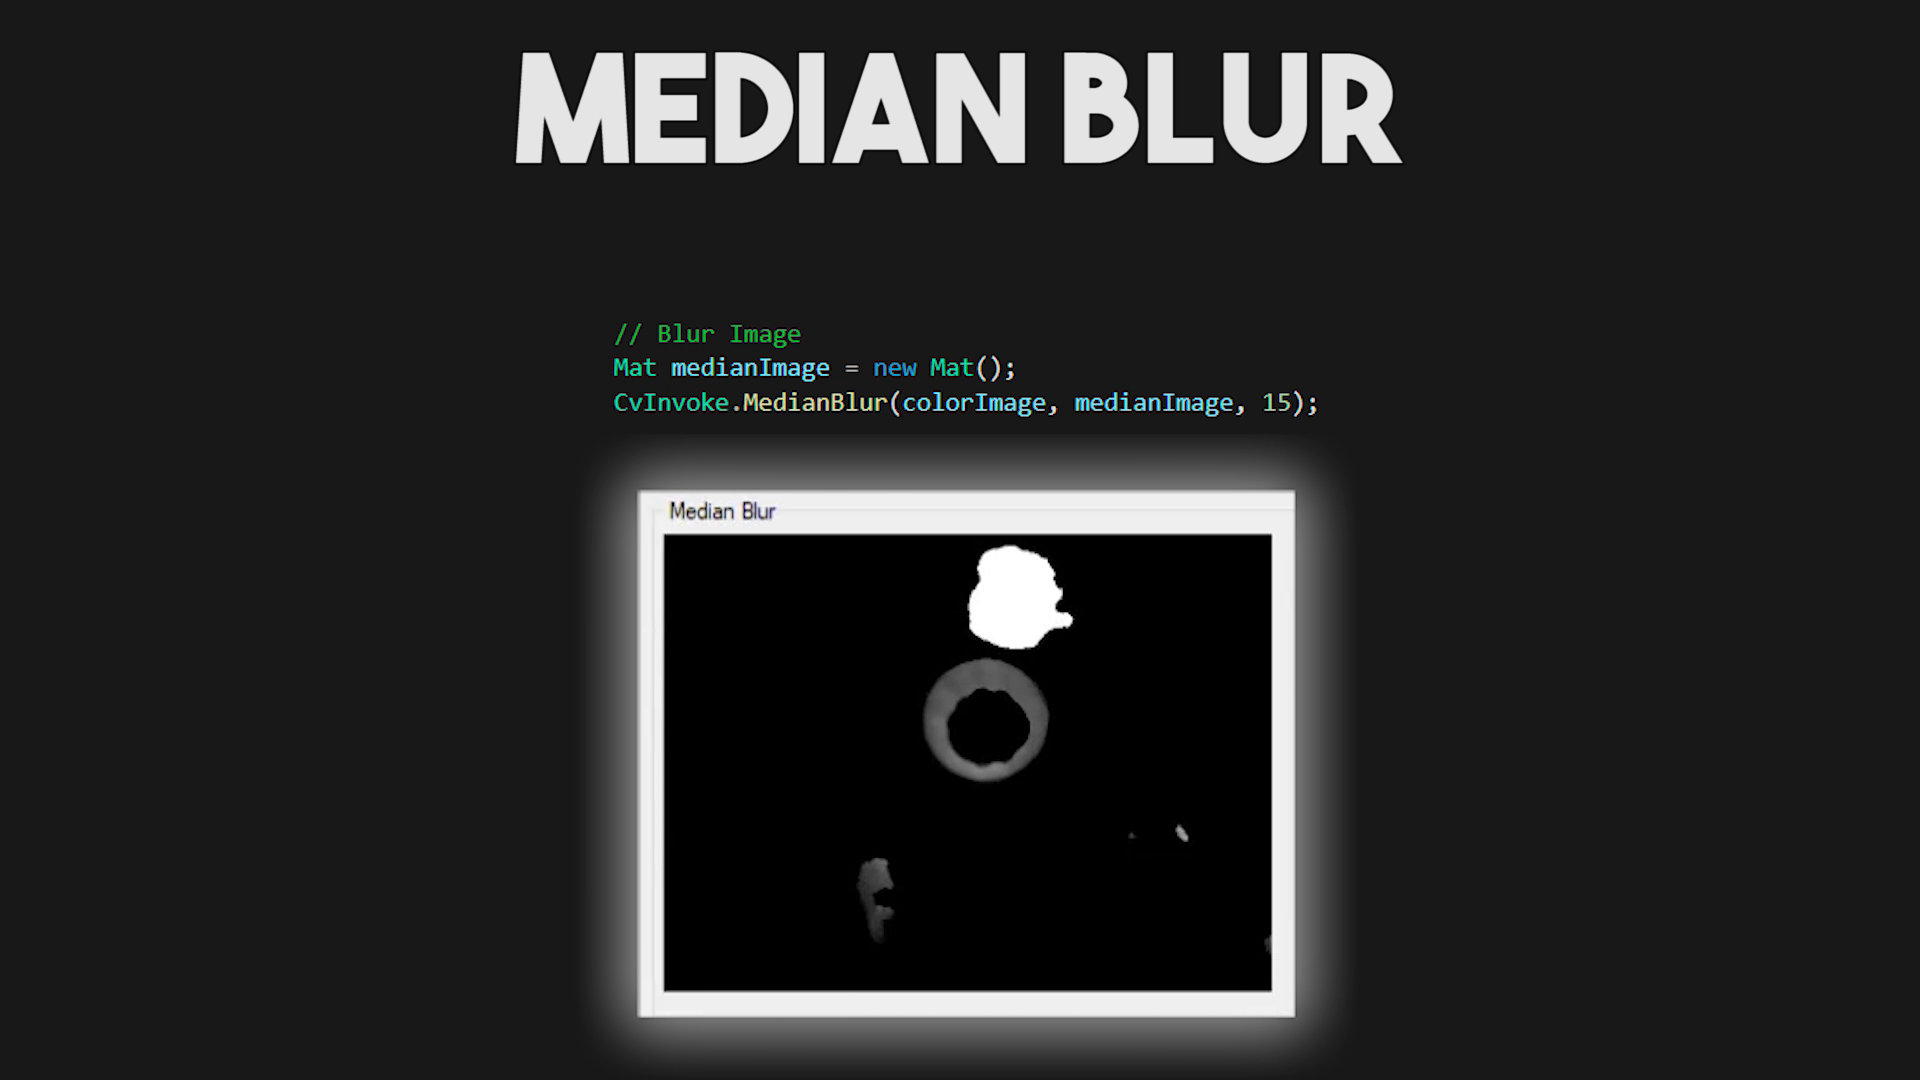 MEDIAN BLUR
// Blur Image
Mat medianImage = new Mat();
CvInvoke.MedianBlur(colorImage, medianImage, 15);
Median Blur